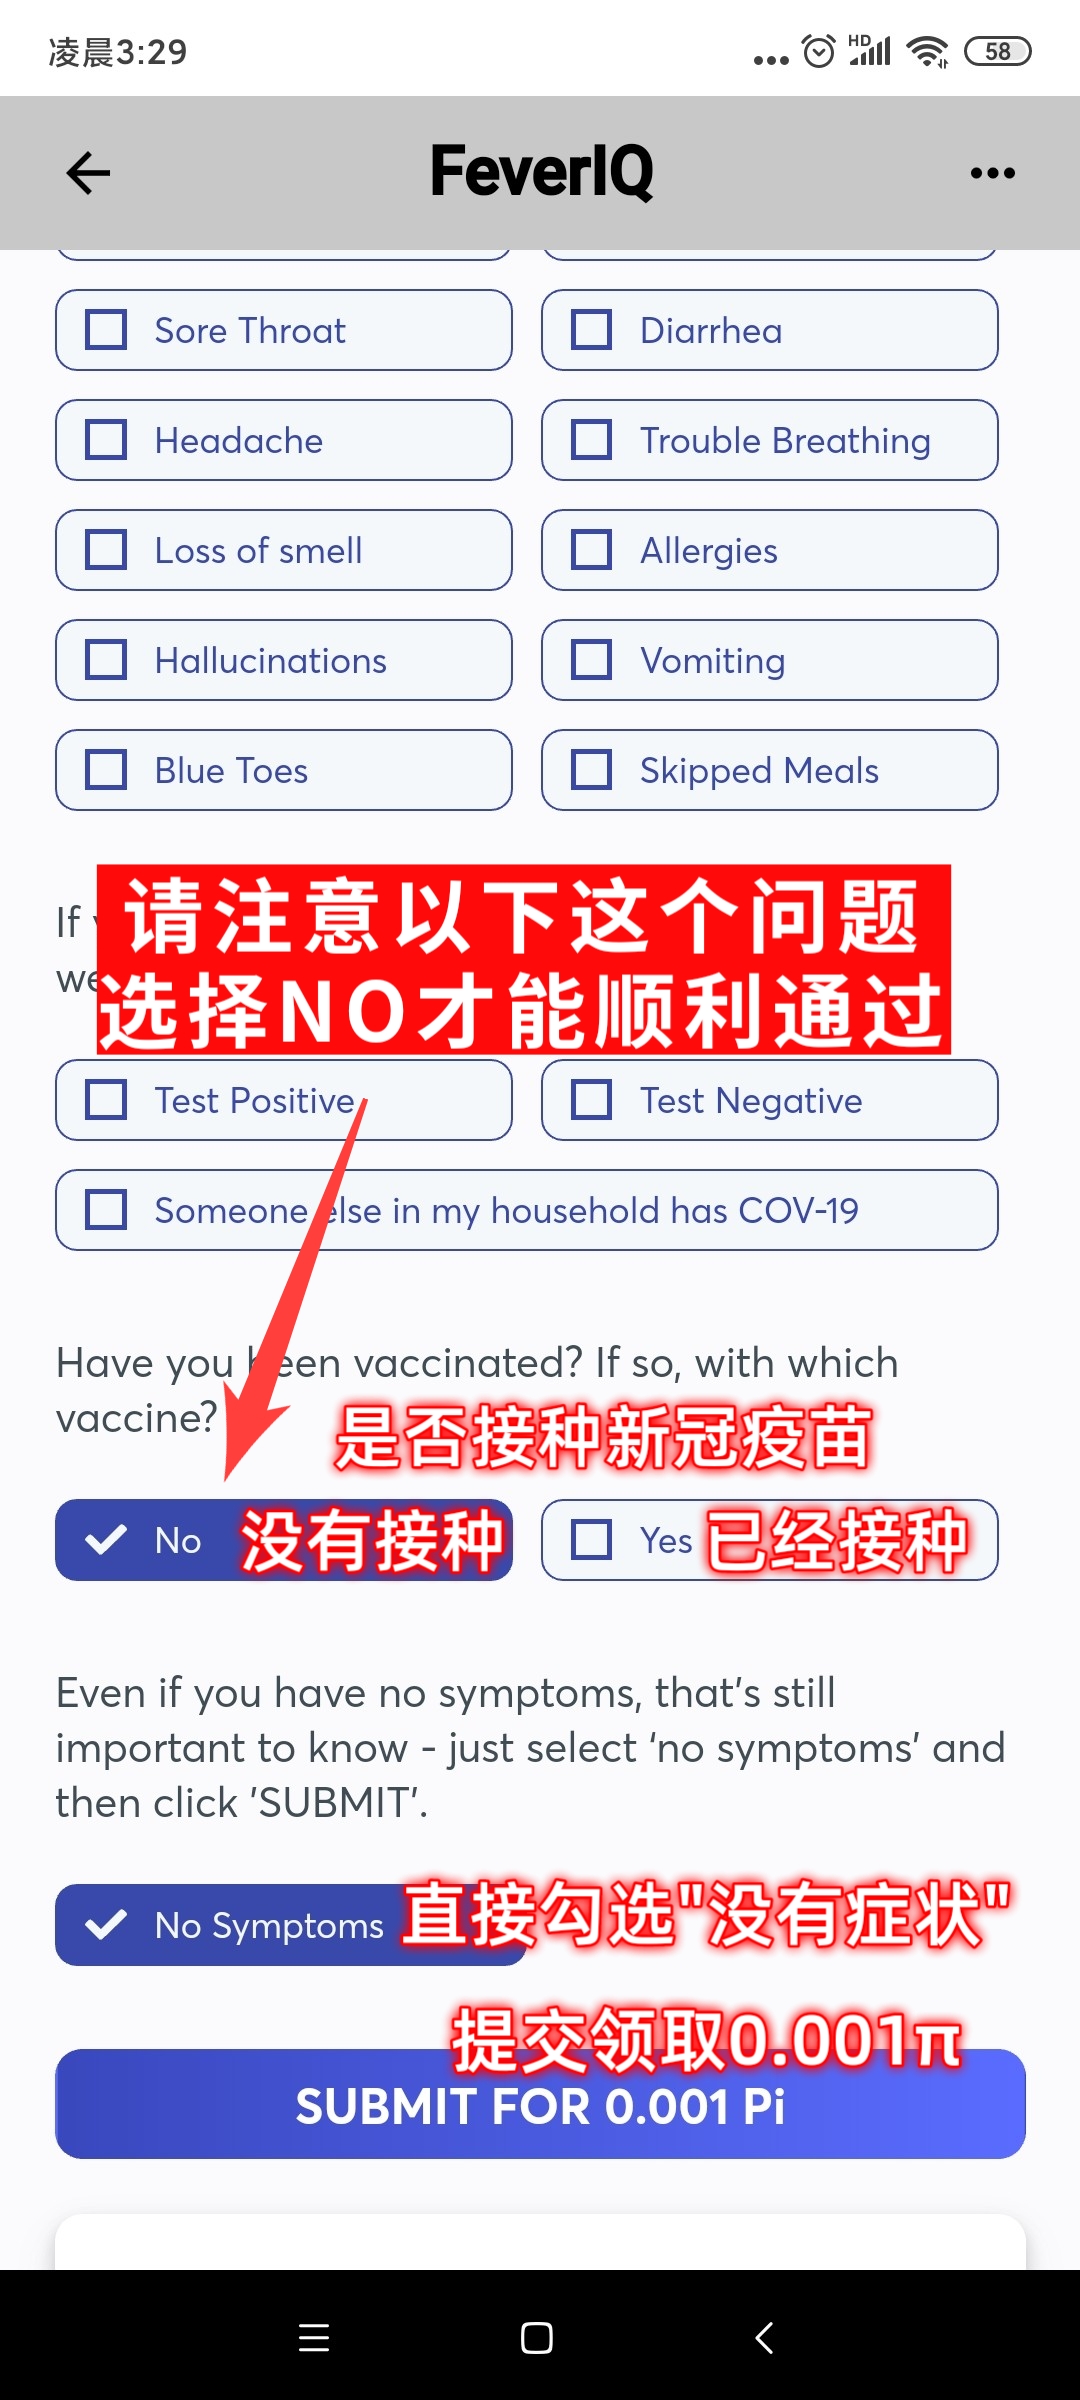 凌晨3:29
HD
58
FeverIQ
Sore Throat
Diarrhea
Headache
Trouble Breathing
Loss of smell
Allergies
Hallucinations
Vomiting
Blue Toes
Skipped Meals
If
请注意以下这个问题
we
选择NO才能顺利通过
Test Positive
Test Negative
Someone else in my household has COV-19
Have you been vaccinated? If so, with which
vaccine?
是否接种新冠疫苗
No 没有接种
Yes 已经接种
Even if you have no symptoms, that's still
important to know - just select ‘no symptoms’ and
then click 'SUBMIT'.
No Symptoms 直接勾选"没有症状"
提交领取0.001π
SUBMIT FOR 0.001 Pi